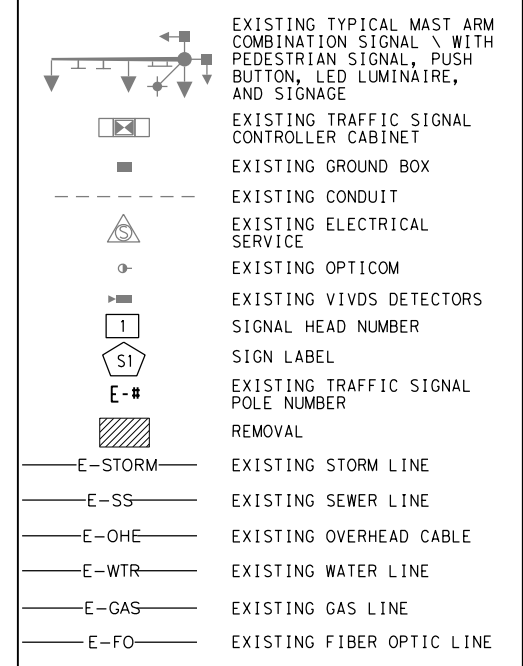 EXISTING TYPICAL MAST ARM
COMBINATION SIGNAL \ WITH
PEDESTRIAN SIGNAL, PUSH
BUTTON, LED LUMINAIRE,
AND SIGNAGE
EXISTING TRAFFIC SIGNAL
CONTROLLER CABINET
EXISTING GROUND BOX
EXISTING CONDUIT
S
EXISTING ELECTRICAL
SERVICE
EXISTING OPTICOM
EXISTING VIVDS DETECTORS
1 SIGNAL HEAD NUMBER
S1 SIGN LABEL
E-# EXISTING TRAFFIC SIGNAL
POLE NUMBER
REMOVAL
E-STORM EXISTING STORM LINE
E-SS EXISTING SEWER LINE
E-OHE EXISTING OVERHEAD CABLE
E-WTR EXISTING WATER LINE
E-GAS EXISTING GAS LINE
E-FO EXISTING FIBER OPTIC LINE